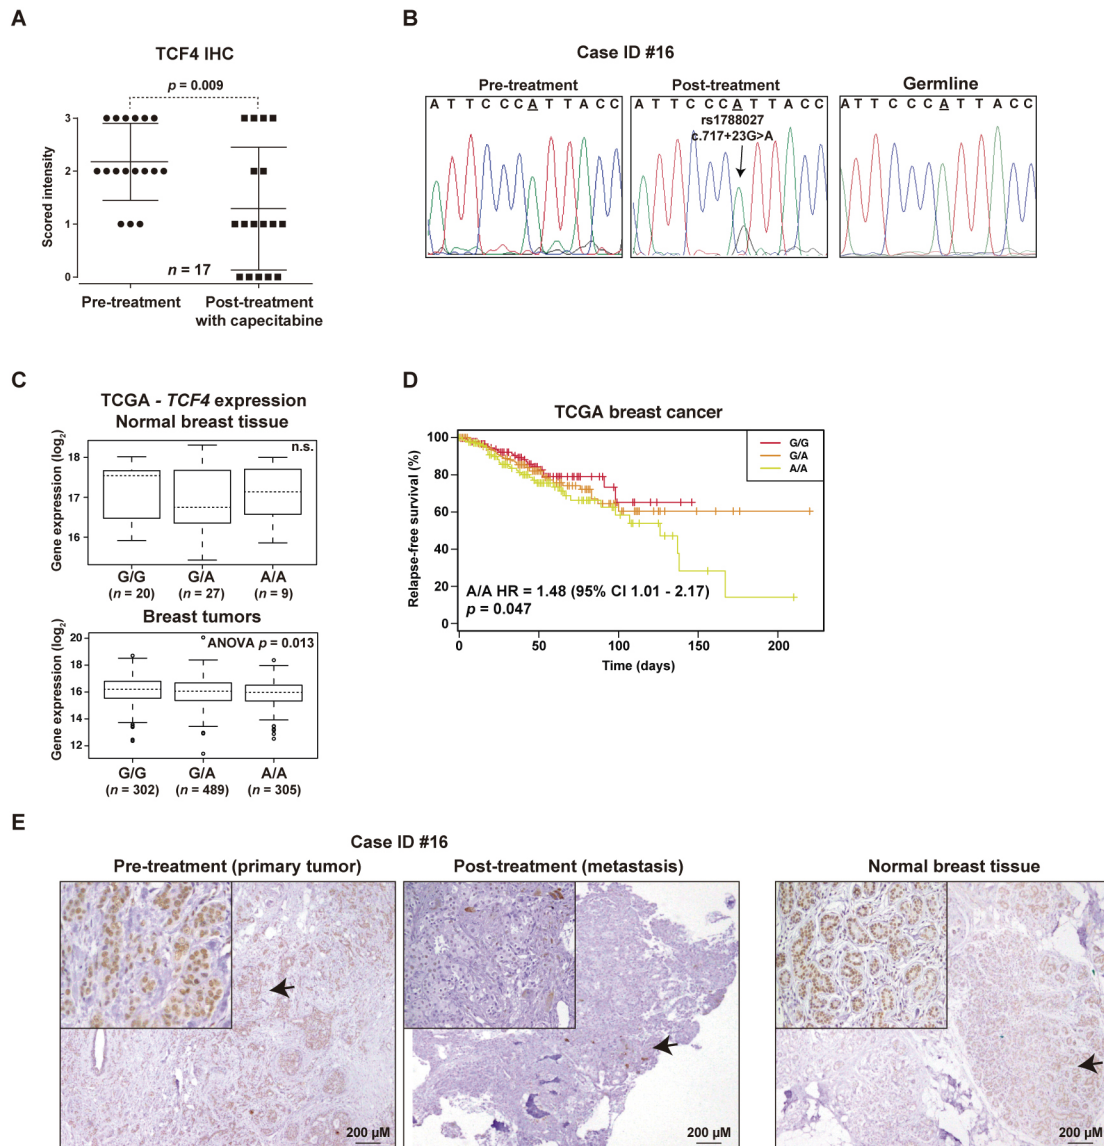 A
TCF4 IHC
p = 0.009
3
2
1
0
Scored intensity
n = 17
Pre-treatment
Post-treatment
with capecitabine
B
Case ID #16
Pre-treatment
Post-treatment
Germline
A T T C C C A T T A C C
A T T C C C A T T A C C
A T T C C C A T T A C C
rs1788027
c.717+23G>A
C
TCGA - TCF4 expression
Normal breast tissue
n.s.
Gene expression (log2)
18
17
16
G/G
G/A
A/A
(n = 20)
(n = 27)
(n = 9)
Breast tumors
ANOVA p = 0.013
Gene expression (log2)
20
18
16
14
12
G/G
G/A
A/A
(n = 302)
(n = 489)
(n = 305)
D
TCGA breast cancer
G/G
G/A
A/A
Relapse-free survival (%)
100
80
60
40
20
0
A/A HR = 1.48 (95% CI 1.01 - 2.17)
p = 0.047
0 50 100 150 200
Time (days)
E
Case ID #16
Pre-treatment (primary tumor)
Post-treatment (metastasis)
Normal breast tissue
200 µM
200 µM
200 µM